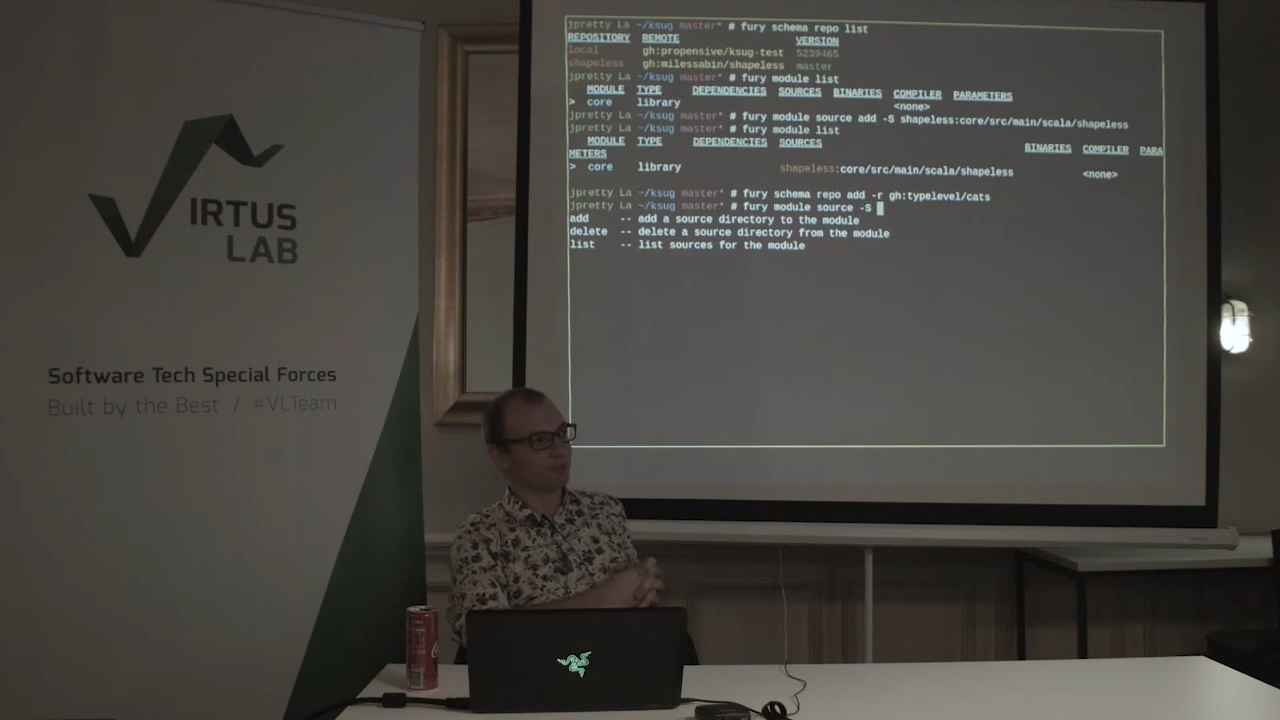 VIRTUS
LAB
Software Tech Special Forces
Built by the Best / #VLTeam
jpretty La ~/ksug master* # fury schema repo list
REPOSITORY REMOTE VERSION
local gh:propensive/ksug-test 5239465
shapeless gh:milessabin/shapeless master
jpretty La ~/ksug master* # fury module list
MODULE TYPE DEPENDENCIES SOURCES BINARIES COMPILER PARAMETERS
> core library <none>
jpretty La ~/ksug master* # fury module source add -S shapeless:core/src/main/scala/shapeless
jpretty La ~/ksug master* # fury module list
MODULE TYPE DEPENDENCIES SOURCES BINARIES COMPILER PARA
METERS
> core library shapeless:core/src/main/scala/shapeless <none>
jpretty La ~/ksug master* # fury schema repo add -r gh:typelevel/cats
jpretty La ~/ksug master* # fury module source -S
add -- add a source directory to the module
delete -- delete a source directory from the module
list -- list sources for the module